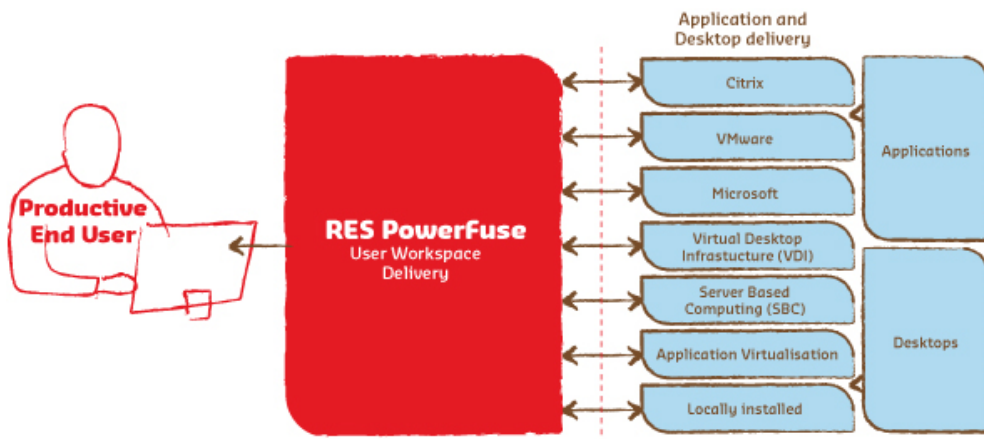 Application and
Desktop delivery
Productive
End User
RES PowerFuse
User Workspace
Delivery
Citrix
VMware
Microsoft
Virtual Desktop
Infrastucture (VDI)
Server Based
Computing (SBC)
Application Virtualisation
Locally installed
Applications
Desktops